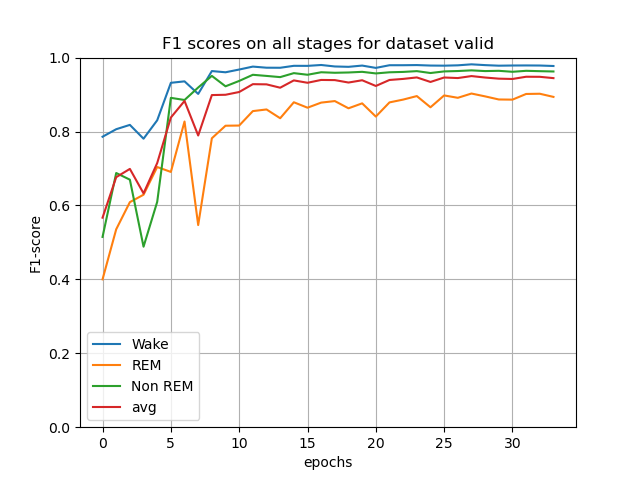 F1 scores on all stages for dataset valid
1.0
0.8
0.6
0.4
0.2
0.0
F1-score
Wake
REM
Non REM
avg
0 5 10 15 20 25 30
epochs